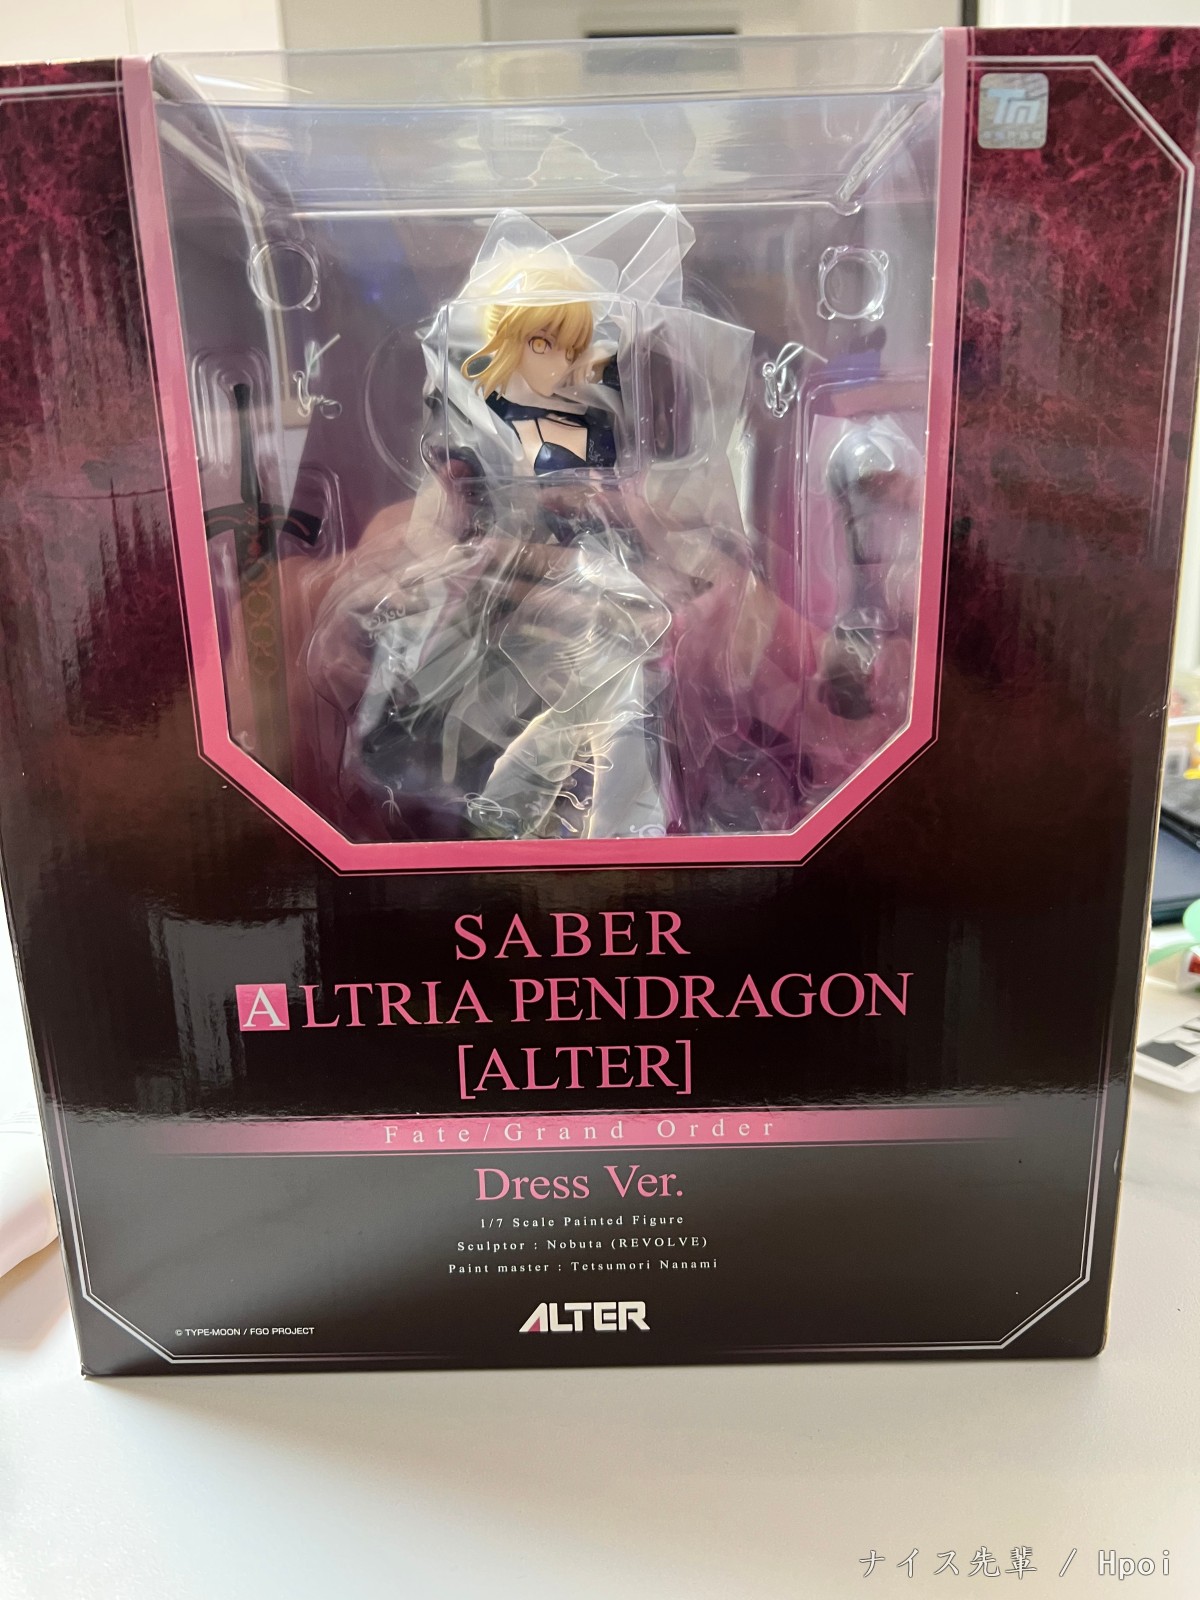 TM
SABER
ALTRIA PENDRAGON
[ALTER]
Fate/Grand Order
Dress Ver.
1/7 Scale Painted Figure
Sculptor : Nobuta (REVOLVE)
Paint master : Tetsumori Nanami
ALTER
© TYPE-MOON / FGO PROJECT
ナイス先輩 / Hpoi